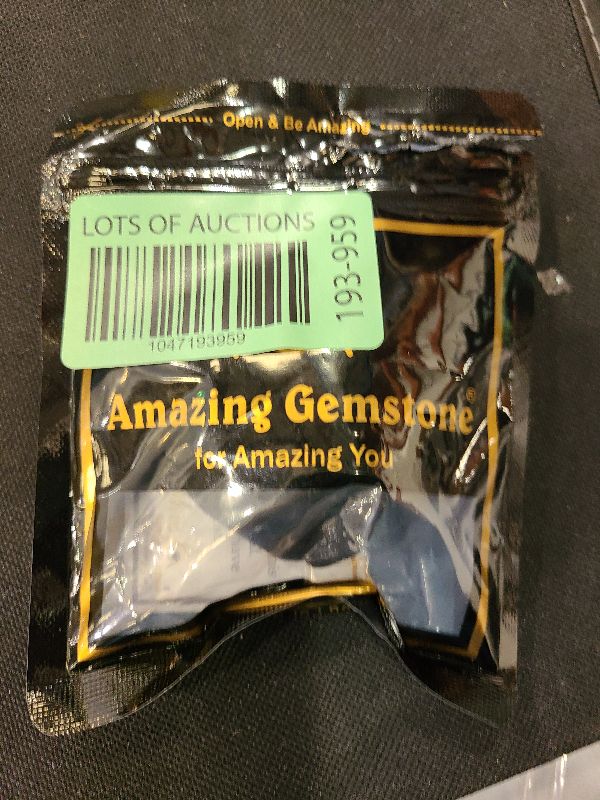 Open & Be Amazing
LOTS OF AUCTIONS
193-959
1047193959
Amazing Gemstone®
for Amazing You